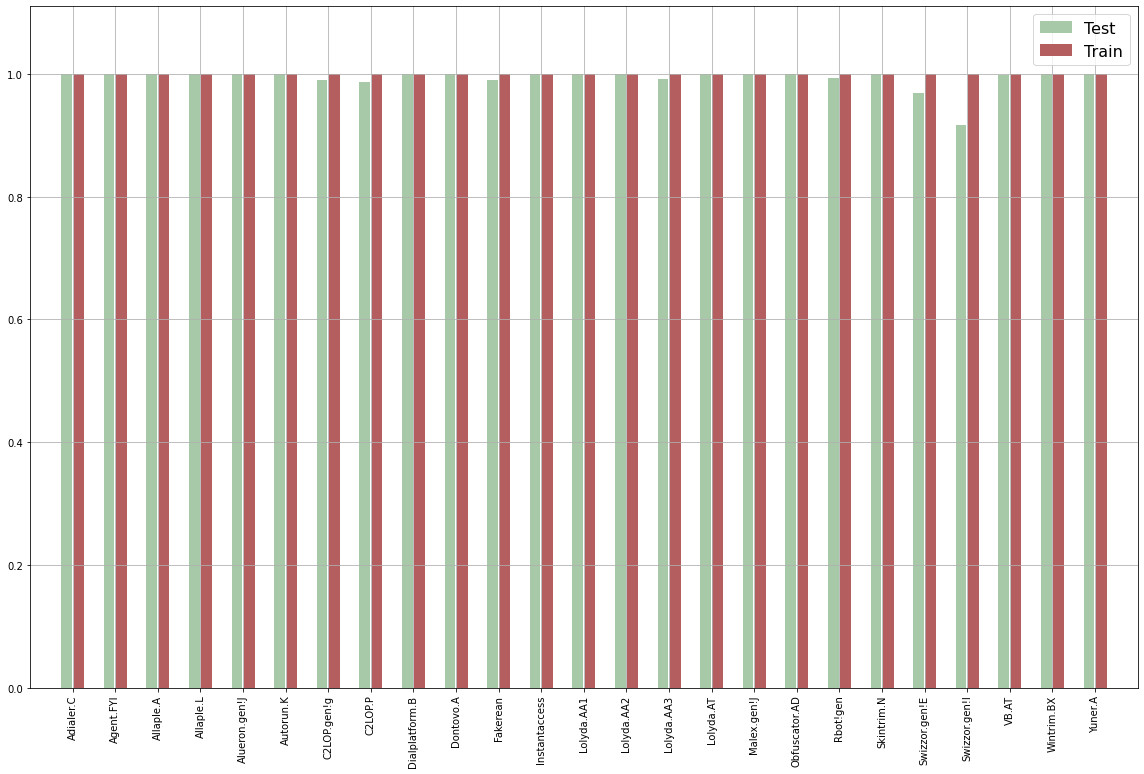 Test
Train
1.0
0.8
0.6
0.4
0.2
0.0
Adialer.C
Agent.FYI
Allaple.A
Allaple.L
Alueron.gen!J
Autorun.K
C2LOP.gen!g
C2LOP.P
Dialplatform.B
Dontovo.A
Fakerean
Instantaccess
Lolyda.AA1
Lolyda.AA2
Lolyda.AA3
Lolyda.AT
Malex.gen!J
Obfuscator.AD
Rbot!gen
Skintrim.N
Swizzor.gen!E
Swizzor.gen!I
VB.AT
Wintrim.BX
Yuner.A